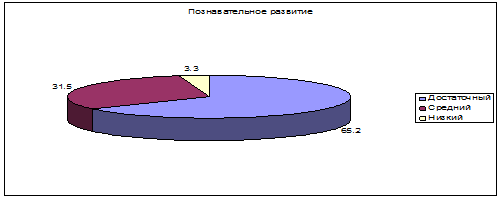 Познавательное развитие
3.3
31.5
65.2
Достаточный
Средний
Низкий